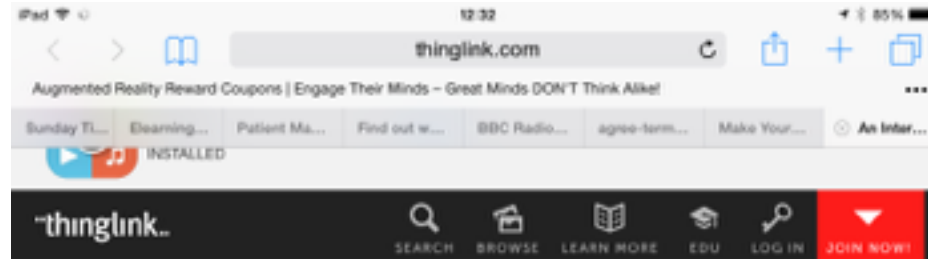 iPad 12:32 85%
thinglink.com
Augmented Reality Reward Coupons | Engage Their Minds – Great Minds DON'T Think Alike! ...
Sunday Ti... Elearning... Patient Ma... Find out w... BBC Radio... agree-term... Make Your... An Inter...
INSTALLED
thinglink..
SEARCH BROWSE LEARN MORE EDU LOG IN JOIN NOW!